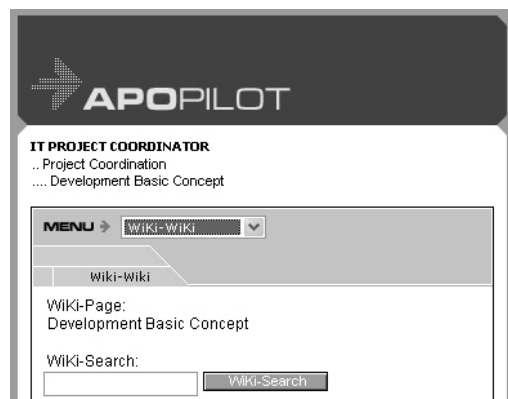 APOPILOT
IT PROJECT COORDINATOR
.. Project Coordination
.... Development Basic Concept
MENU WiKi-WiKi
Wiki-Wiki
WiKi-Page:
Development Basic Concept
WiKi-Search:
WiKi-Search